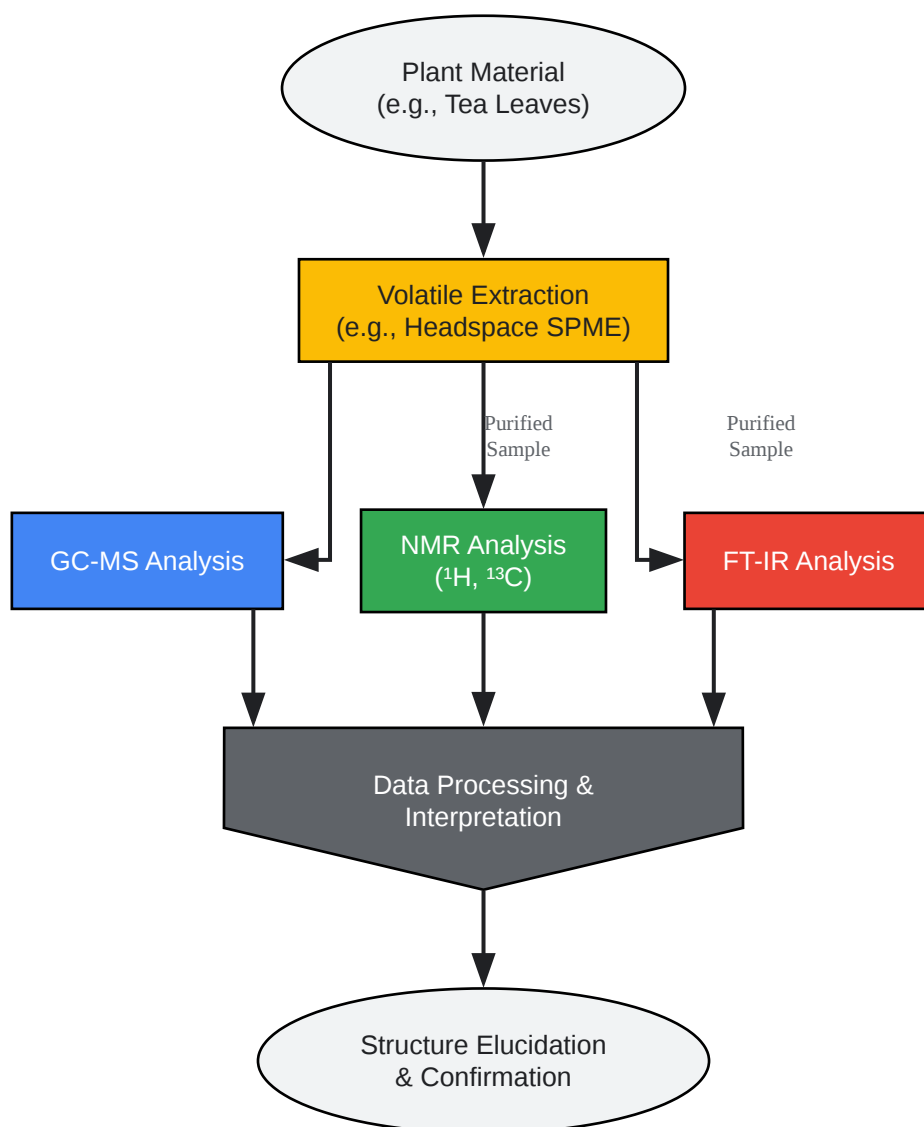 Plant Material
(e.g., Tea Leaves)
Volatile Extraction
(e.g., Headspace SPME)
Purified
Sample
Purified
Sample
GC-MS Analysis
NMR Analysis
(¹H, ¹³C)
FT-IR Analysis
Data Processing &
Interpretation
Structure Elucidation
& Confirmation